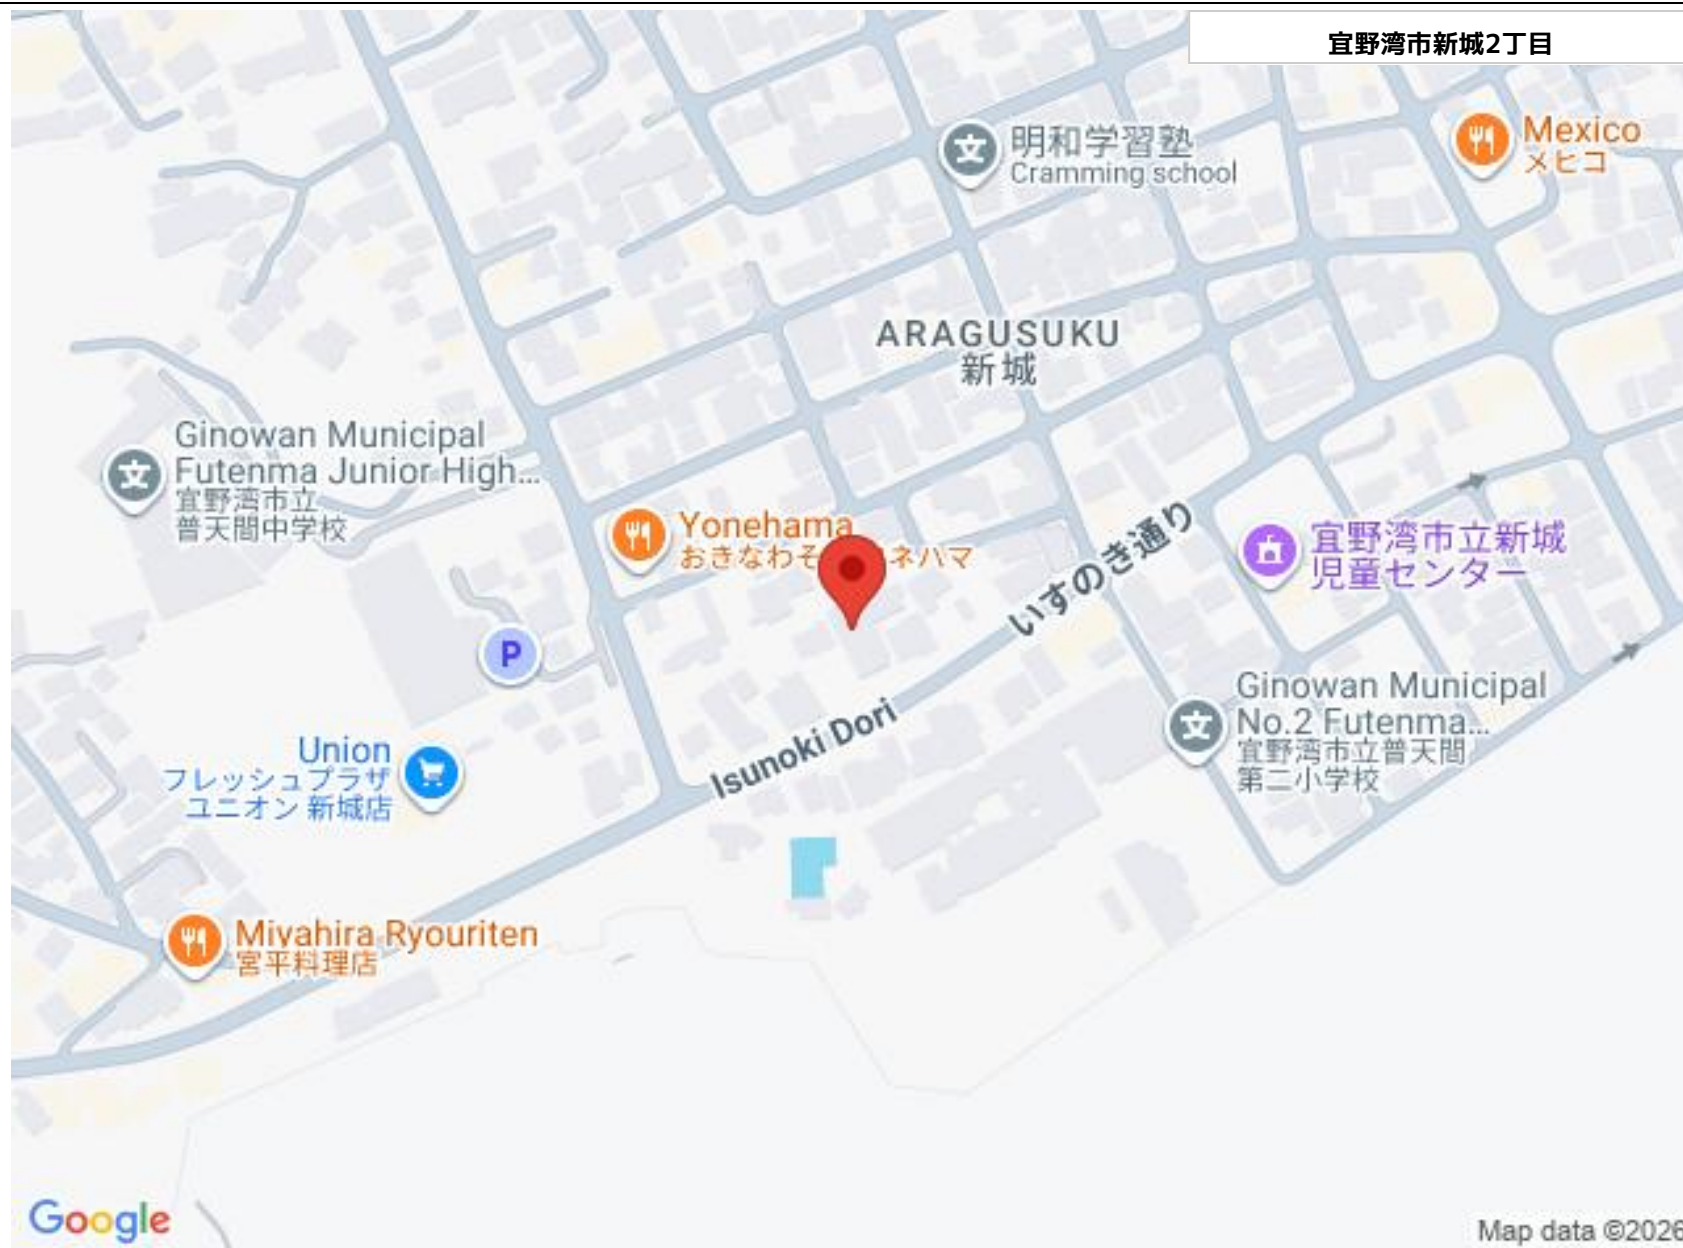 宜野湾市新城2丁目
Mexico
メヒコ
明和学習塾
Cramming school
ARAGUSUKU
新城
Ginowan Municipal
Futenma Junior High...
宜野湾市立
普天間中学校
Yonehama
おきなわそ
ネハマ
いすのき通り
宜野湾市立新城
児童センター
P
Ginowan Municipal
No.2 Futenma...
宜野湾市立普天間
第二小学校
Isunoki Dori
Union
フレッシュプラザ
ユニオン 新城店
Miyahira Ryouriten
宮平料理店
Google
Map data ©2026